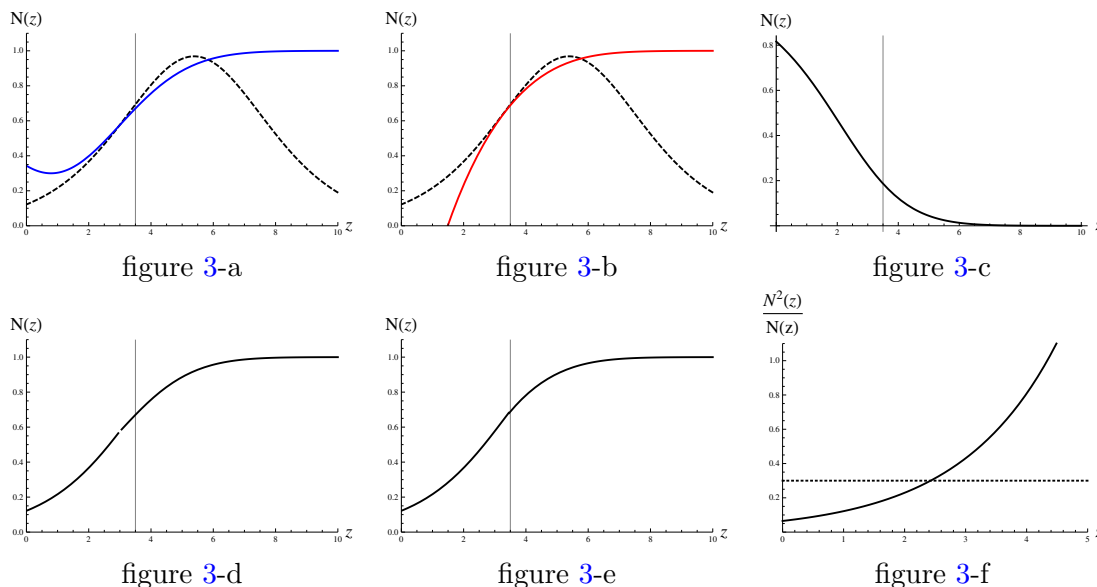 N(z) N(z) N(z)
1.0 1.0 0.8
0.8 0.8 0.6
0.6 0.6 0.4
0.4 0.4 0.2
0.2 0.2
0.0 0.0
0 2 4 6 8 10 z 0 2 4 6 8 10 z 2 4 6 8 10 z
figure 3-a figure 3-b figure 3-c
N(z) N(z) N²(z)
N(z)
1.0 1.0 1.0
0.8 0.8 0.8
0.6 0.6 0.6
0.4 0.4 0.4
0.2 0.2 0.2
0.0 0.0
0 2 4 6 8 10 z 0 2 4 6 8 10 z 0 1 2 3 4 5 z
figure 3-d figure 3-e figure 3-f